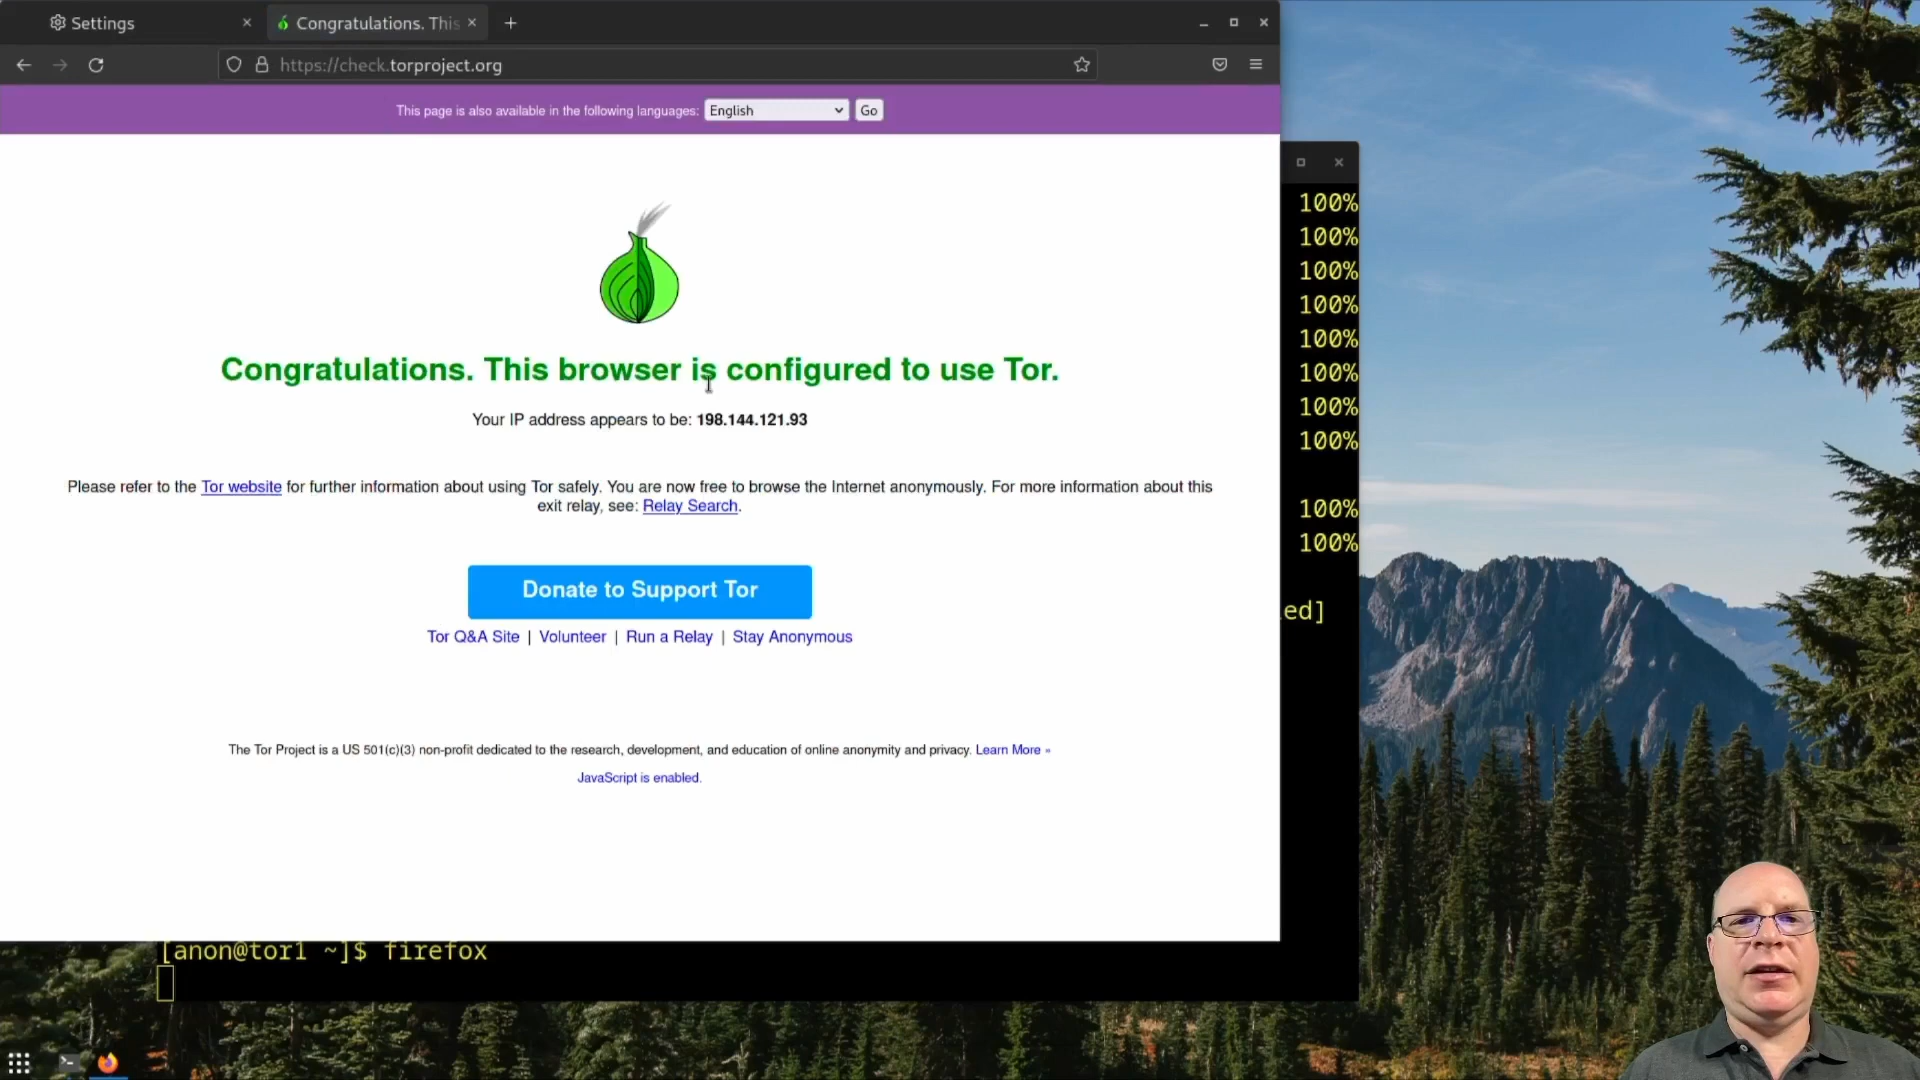 Settings
Congratulations. This
https://check.torproject.org
This page is also available in the following languages: English Go
Congratulations. This browser is configured to use Tor.
Your IP address appears to be: 198.144.121.93
Please refer to the Tor website for further information about using Tor safely. You are now free to browse the Internet anonymously. For more information about this
exit relay, see: Relay Search.
Donate to Support Tor
Tor Q&A Site | Volunteer | Run a Relay | Stay Anonymous
The Tor Project is a US 501(c)(3) non-profit dedicated to the research, development, and education of online anonymity and privacy. Learn More »
JavaScript is enabled.
100%
100%
100%
100%
100%
100%
100%
100%
100%
100%
ed]
[anon@tor1 ~]$ firefox